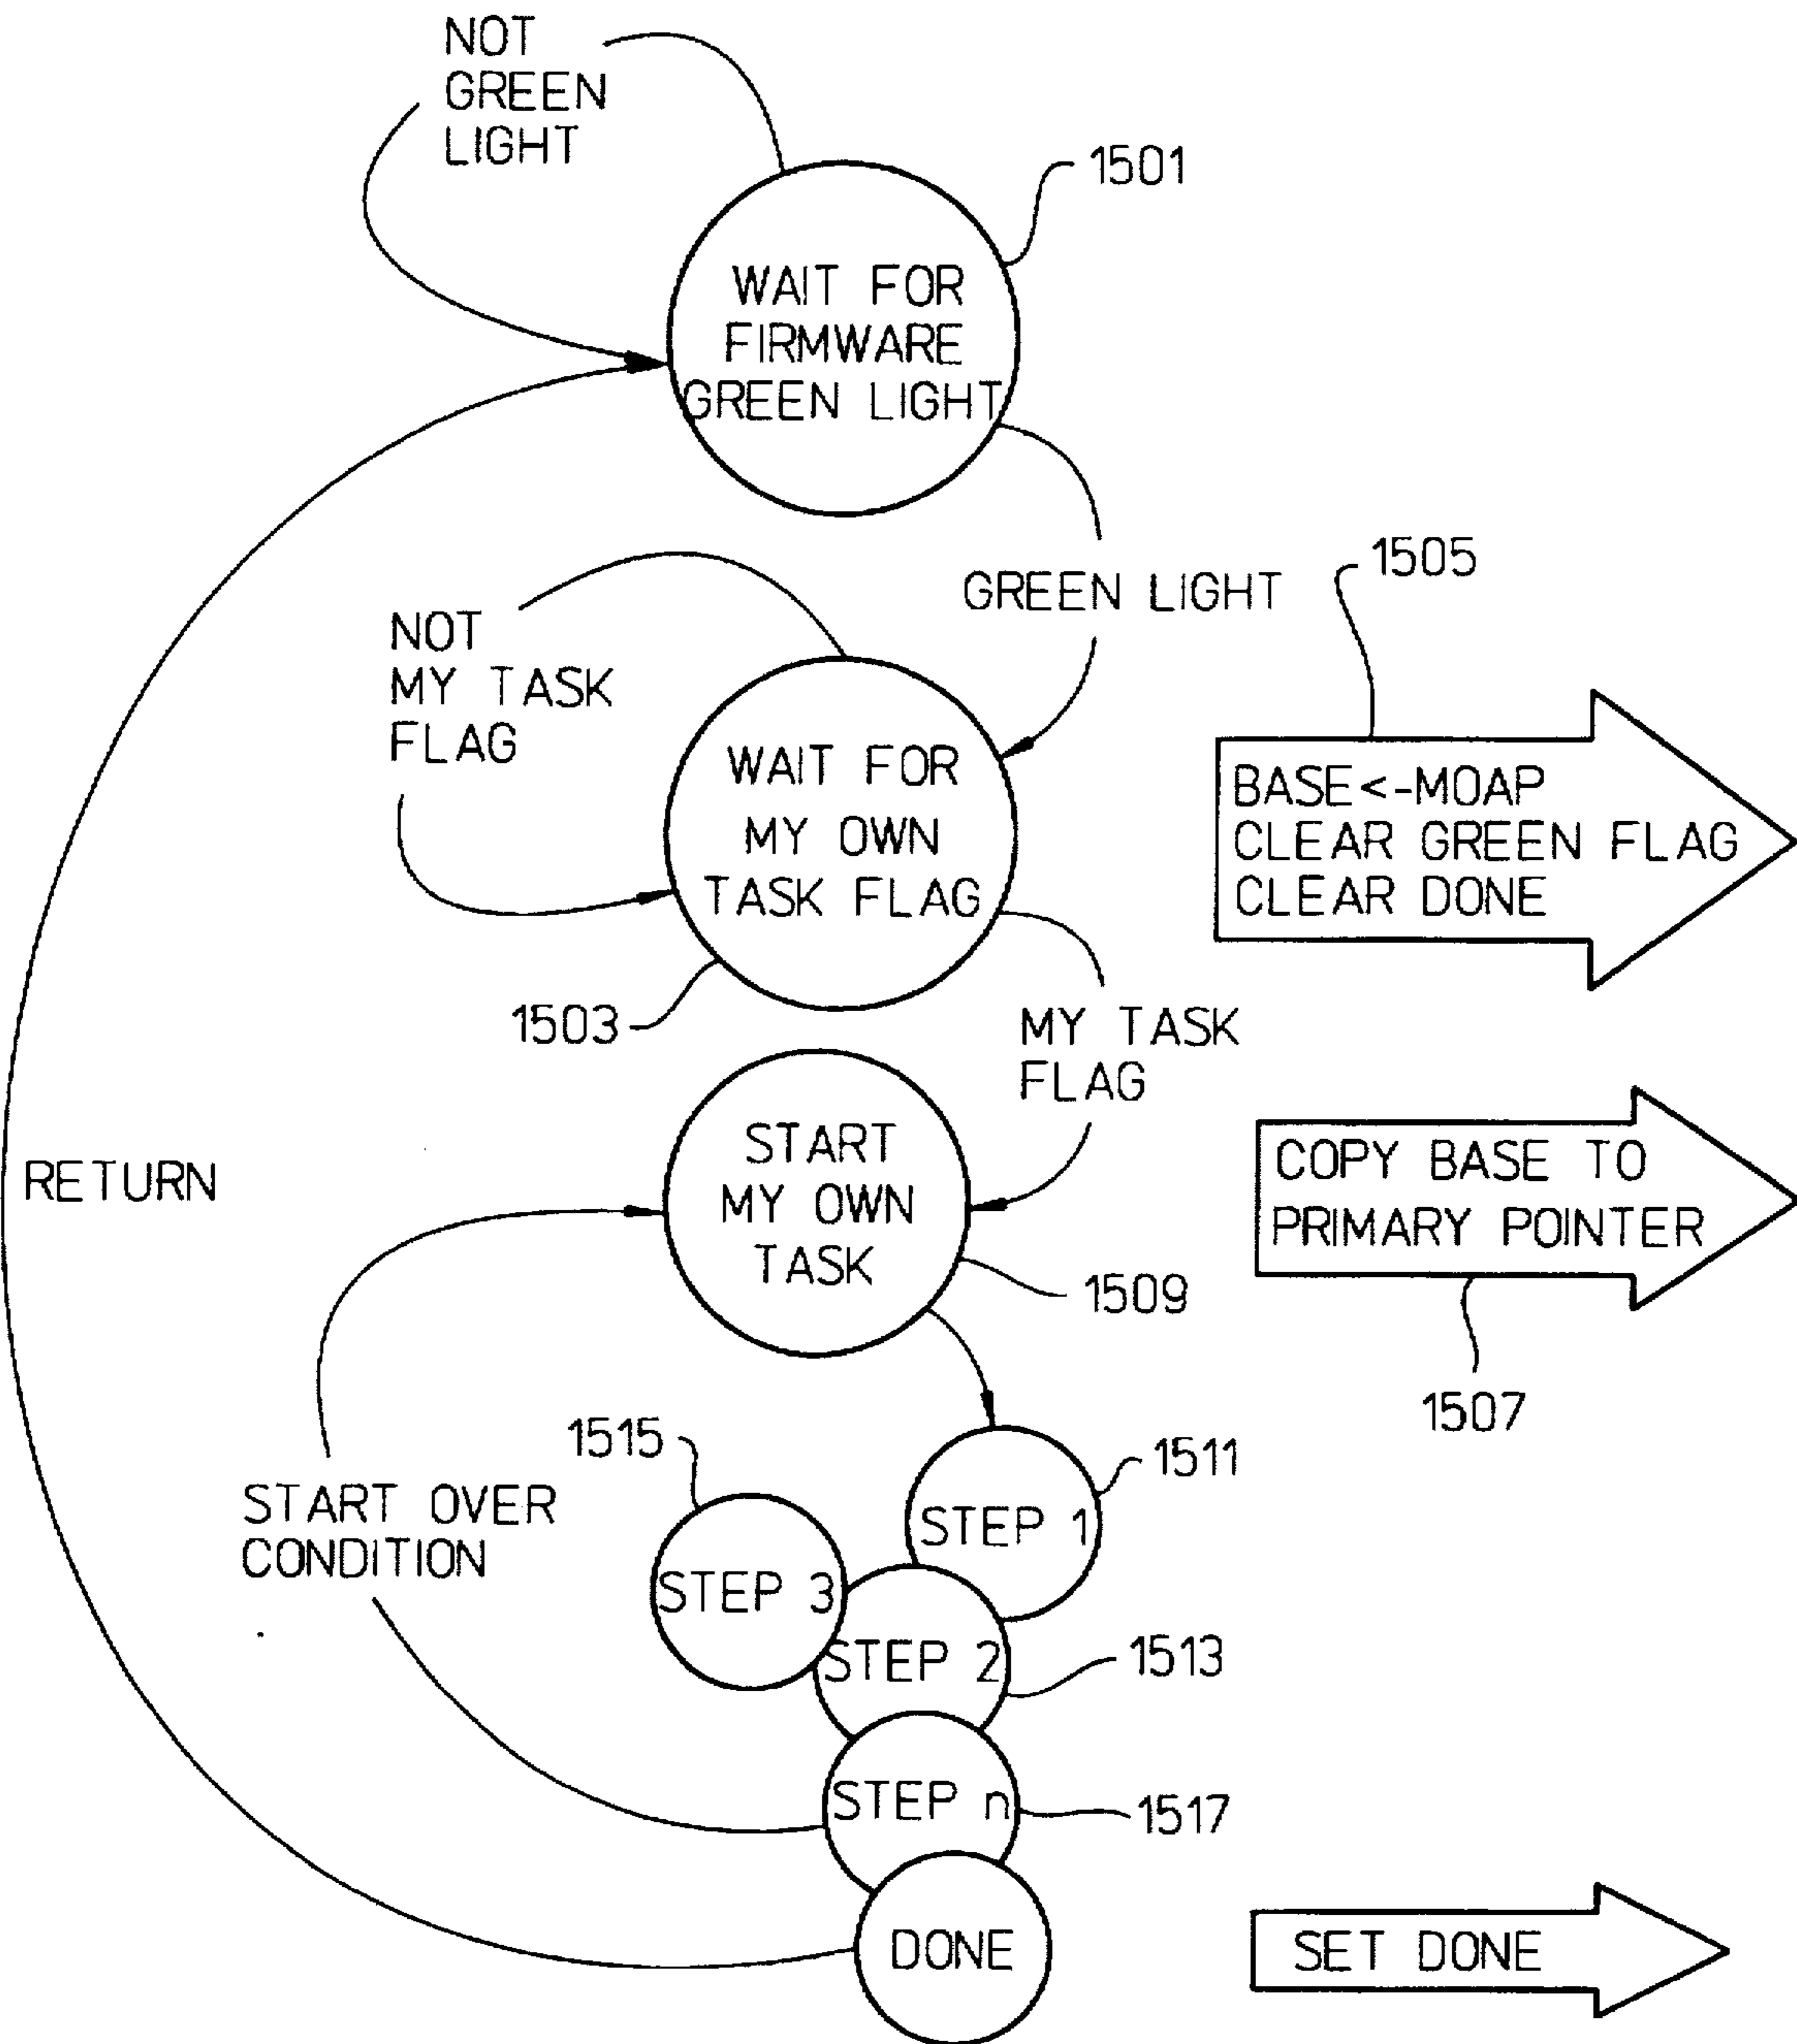 NOT
GREEN
LIGHT
1501
WAIT FOR
FIRMWARE
GREEN LIGHT
GREEN LIGHT
1505
NOT
MY TASK
FLAG
WAIT FOR
MY OWN
TASK FLAG
BASE<-MOAP
CLEAR GREEN FLAG
CLEAR DONE
1503
MY TASK
FLAG
START
MY OWN
TASK
COPY BASE TO
PRIMARY POINTER
RETURN
1509
1507
1515
1511
START OVER
CONDITION
STEP 1
STEP 3
STEP 2
1513
STEP n
1517
DONE
SET DONE